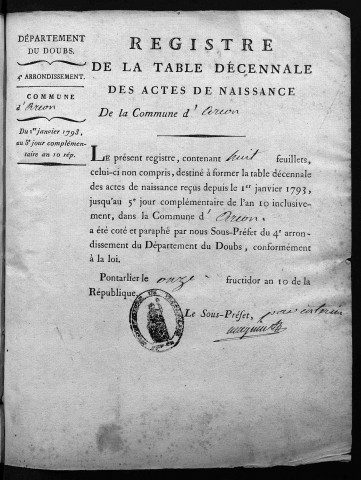 DÉPARTEMENT
DU DOUBS.
4e ARRONDISSEMENT.
COMMUNE
d'Arcon
Du 1er janvier 1793,
au 5e jour complémen-
taire an 10 rép.
REGISTRE
DE LA TABLE DÉCENNALE
DES ACTES DE NAISSANCE
De la Commune d'Arcon
LE présent registre, contenant huit feuillets,
celui-ci non compris, destiné à former la table décennale
des actes de naissance reçus depuis le 1er janvier 1793,
jusqu'au 5e jour complémentaire de l'an 10 inclusive-
ment, dans la Commune d'Arcon.
a été coté et paraphé par nous Sous-Préfet du 4e arron-
dissement du Département du Doubs, conformément
à la loi.
Pontarlier le onze fructidor an 10 de la
République.
Le Sous-Préfet, par interim